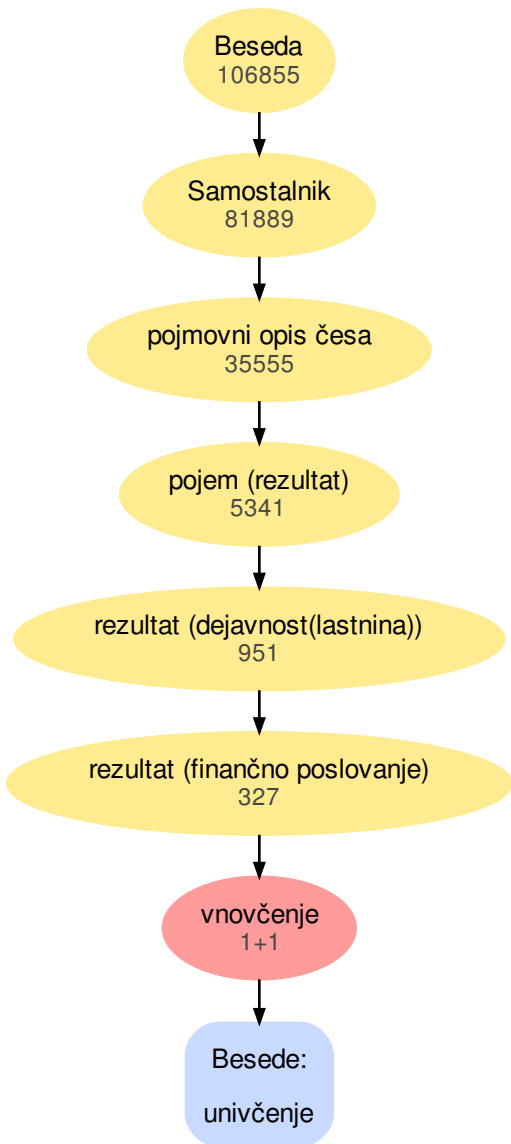 Beseda
106855
Samostalnik
81889
pojmovni opis česa
35555
pojem (rezultat)
5341
rezultat (dejavnost(lastnina))
951
rezultat (finančno poslovanje)
327
vnovčenje
1+1
Besede:
univčenje